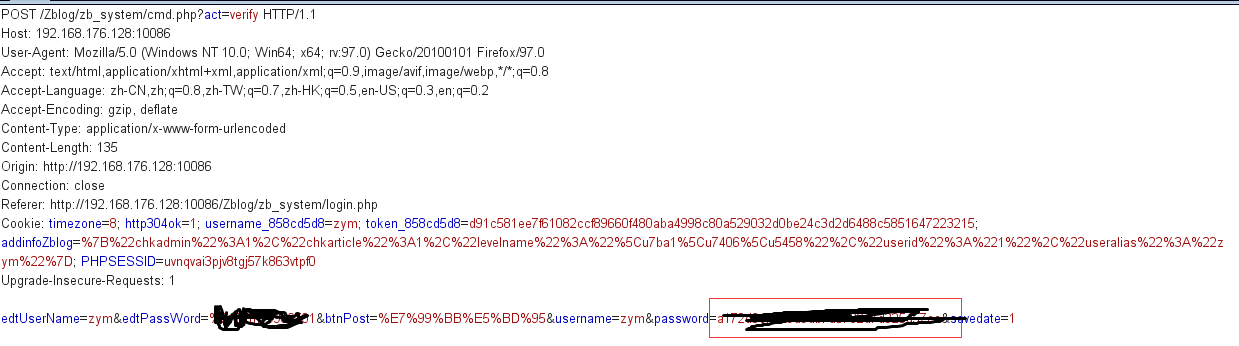 POST /Zblog/zb_system/cmd.php?act=verify HTTP/1.1
Host: 192.168.176.128:10086
User-Agent: Mozilla/5.0 (Windows NT 10.0; Win64; x64; rv:97.0) Gecko/20100101 Firefox/97.0
Accept: text/html,application/xhtml+xml,application/xml;q=0.9,image/avif,image/webp,*/*;q=0.8
Accept-Language: zh-CN,zh;q=0.8,zh-TW;q=0.7,zh-HK;q=0.5,en-US;q=0.3,en;q=0.2
Accept-Encoding: gzip, deflate
Content-Type: application/x-www-form-urlencoded
Content-Length: 135
Origin: http://192.168.176.128:10086
Connection: close
Referer: http://192.168.176.128:10086/Zblog/zb_system/login.php
Cookie: timezone=8; http304ok=1; username_858cd5d8=zym; token_858cd5d8=d91c581ee7f61082ccf89660f480aba4998c80a529032d0be24c3d2d6488c5851647223215;
addinfoZblog=%7B%22chkadmin%22%3A1%2C%22chkarticle%22%3A1%2C%22levelname%22%3A%22%5Cu7ba1%5Cu7406%5Cu5458%22%2C%22userid%22%3A%221%22%2C%22useralias%22%3A%22z
ym%22%7D; PHPSESSID=uvnqvai3pjv8tgj57k863vtpf0
Upgrade-Insecure-Requests: 1
edtUserName=zym&edtPassWord= &btnPost=%E7%99%BB%E5%BD%95&username=zym&password= &savedate=1